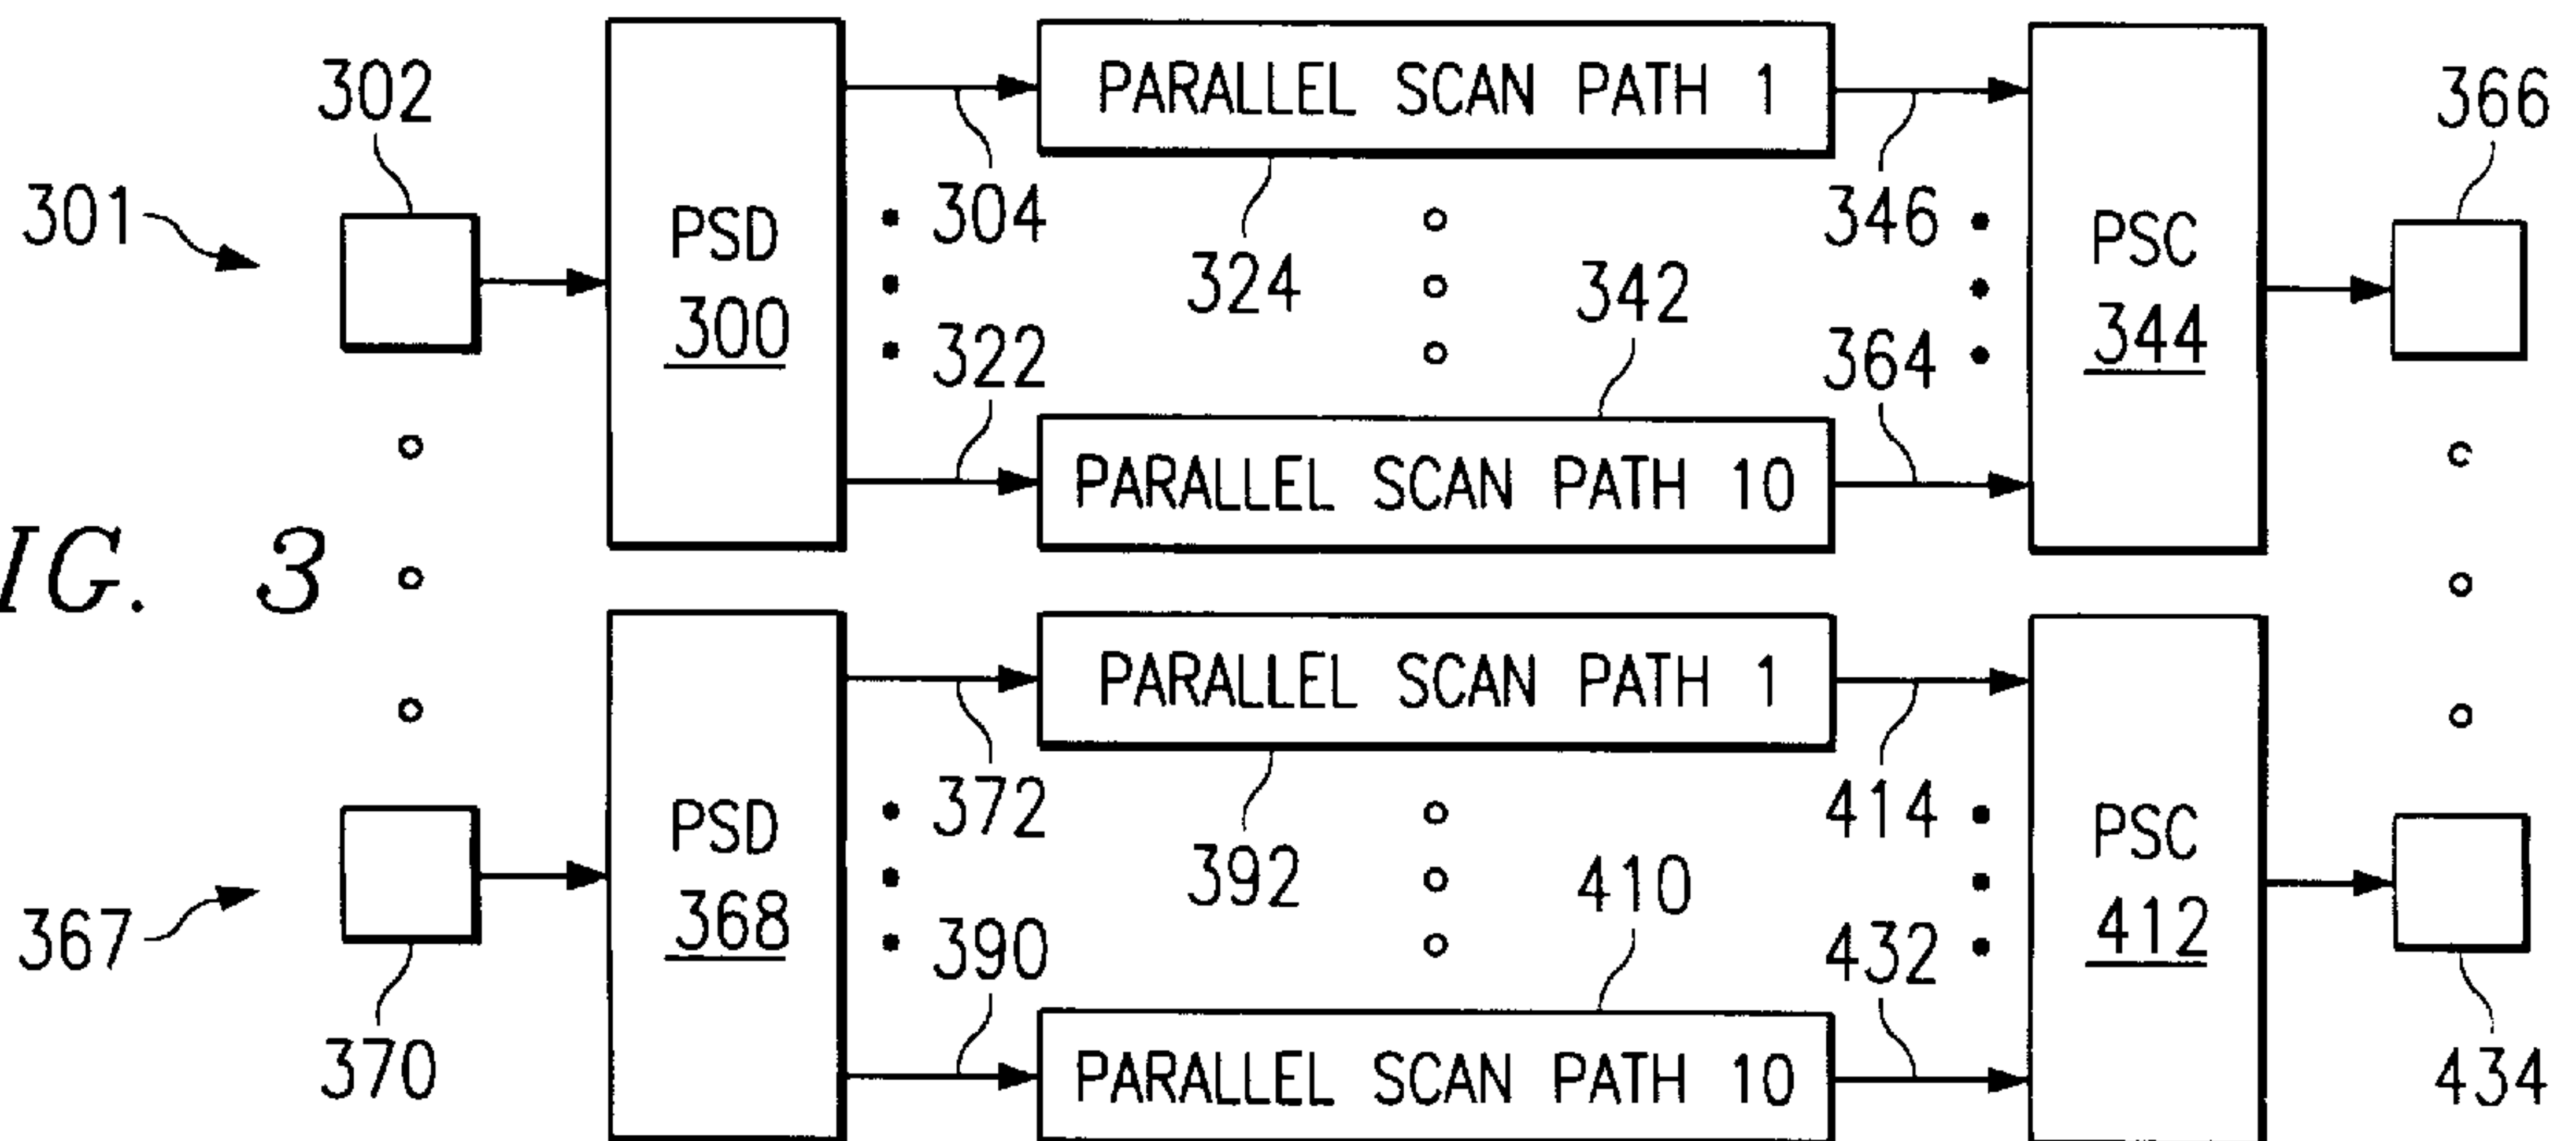 302
301
PSD
300
304
322
PARALLEL SCAN PATH 1
324
342
PARALLEL SCAN PATH 10
346
364
PSC
344
366
IG. 3
367
370
PSD
368
372
390
PARALLEL SCAN PATH 1
392
410
PARALLEL SCAN PATH 10
414
432
PSC
412
434